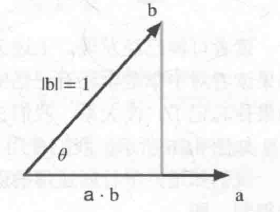 b
|b| = 1
θ
a · b
a